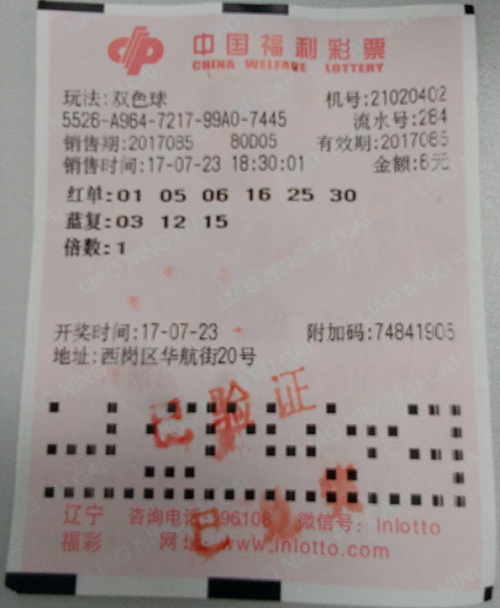 中国福利彩票
CHINA WELFARE LOTTERY
玩法:双色球 机号:21020402
5526-A964-7217-99A0-7445 流水号:284
销售期:2017085 80D05 有效期:2017085
销售时间:17-07-23 18:30:01 金额:6元
红单:01 05 06 16 25 30
蓝复:03 12 15
倍数:1
开奖时间:17-07-23 附加码:74841905
地址:西岗区华航街20号
已验证
辽宁 咨询电话:96108 微信号: lnlotto
福彩 网址: www.lnlotto.com
已